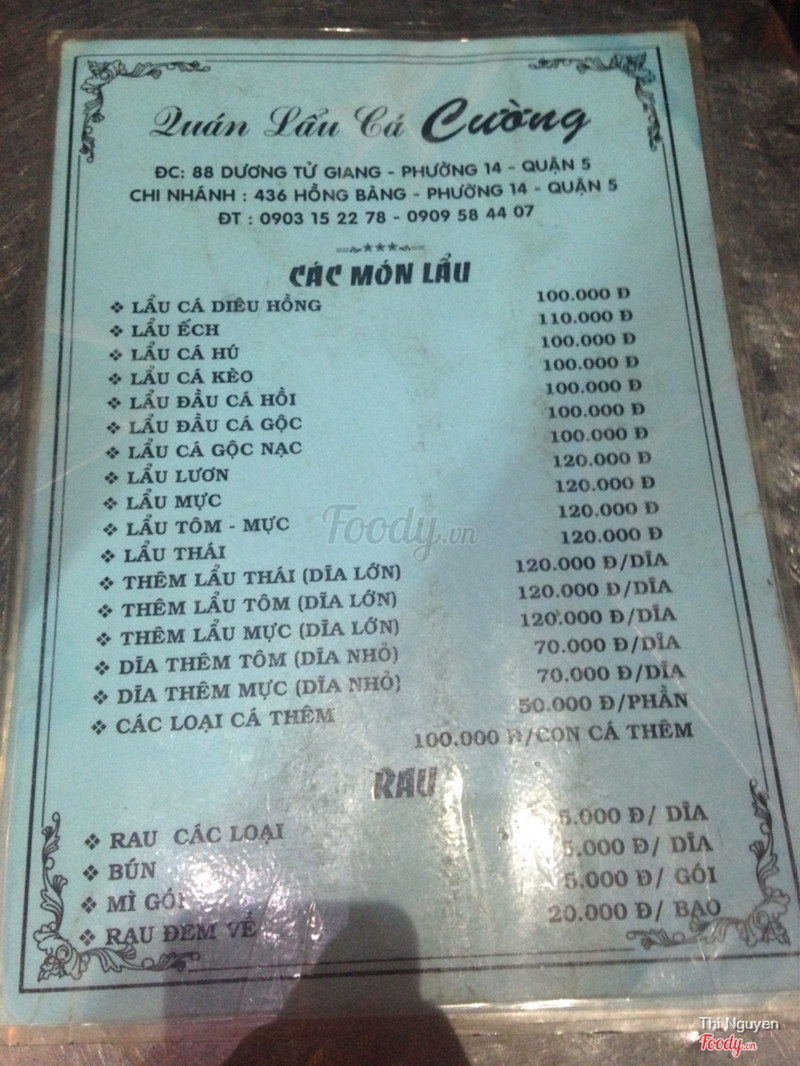 Quán Lẩu Cá Cường
ĐC: 88 DƯƠNG TỬ GIANG - PHƯỜNG 14 - QUẬN 5
CHI NHÁNH : 436 HỒNG BÀNG - PHƯỜNG 14 - QUẬN 5
ĐT : 0903 15 22 78 - 0909 58 44 07
CÁC MÓN LẨU
❖ LẨU CÁ DIÊU HỒNG 100.000 Đ
❖ LẨU ẾCH 110.000 Đ
❖ LẨU CÁ HÚ 100.000 Đ
❖ LẨU CÁ KÈO 100.000 Đ
❖ LẨU ĐẦU CÁ HỒI 100.000 Đ
❖ LẨU ĐẦU CÁ GỘC 100.000 Đ
❖ LẨU CÁ GỘC NẠC 100.000 Đ
❖ LẨU LƯƠN 120.000 Đ
❖ LẨU MỰC 120.000 Đ
❖ LẨU TÔM - MỰC 120.000 Đ
❖ LẨU THÁI 120.000 Đ
❖ THÊM LẨU THÁI (DĨA LỚN) 120.000 Đ/DĨA
❖ THÊM LẨU TÔM (DĨA LỚN) 120.000 Đ/DĨA
❖ THÊM LẨU MỰC (DĨA LỚN) 120.000 Đ/DĨA
❖ DĨA THÊM TÔM (DĨA NHỎ) 70.000 Đ/DĨA
❖ DĨA THÊM MỰC (DĨA NHỎ) 70.000 Đ/DĨA
❖ CÁC LOẠI CÁ THÊM 50.000 Đ/PHẦN
100.000 Đ/CON CÁ THÊM
RAU
❖ RAU CÁC LOẠI 5.000 Đ/ DĨA
❖ BÚN 5.000 Đ/ DĨA
❖ MÌ GÓI 5.000 Đ/ GÓI
❖ RAU ĐEM VỀ 20.000 Đ/ BAO
Foody.vn
Thi Nguyen
Foody.vn